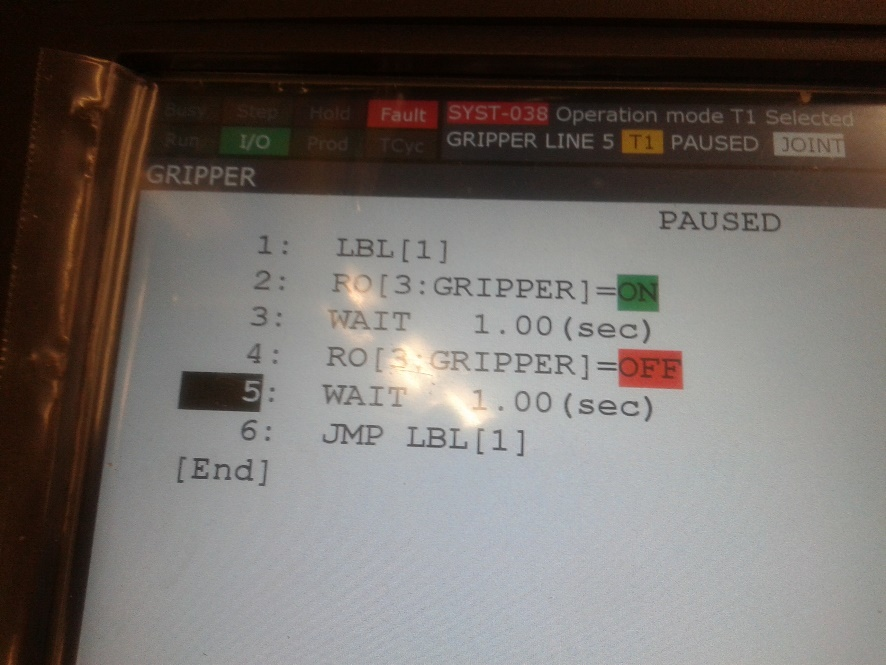 Busy Step Hold Fault SYST-038 Operation mode T1 Selected
Run I/O Prod TCyc GRIPPER LINE 5 T1 PAUSED JOINT
GRIPPER
PAUSED
1: LBL[1]
2: RO[3:GRIPPER]=ON
3: WAIT 1.00(sec)
4: RO[3:GRIPPER]=OFF
5: WAIT 1.00(sec)
6: JMP LBL[1]
[End]